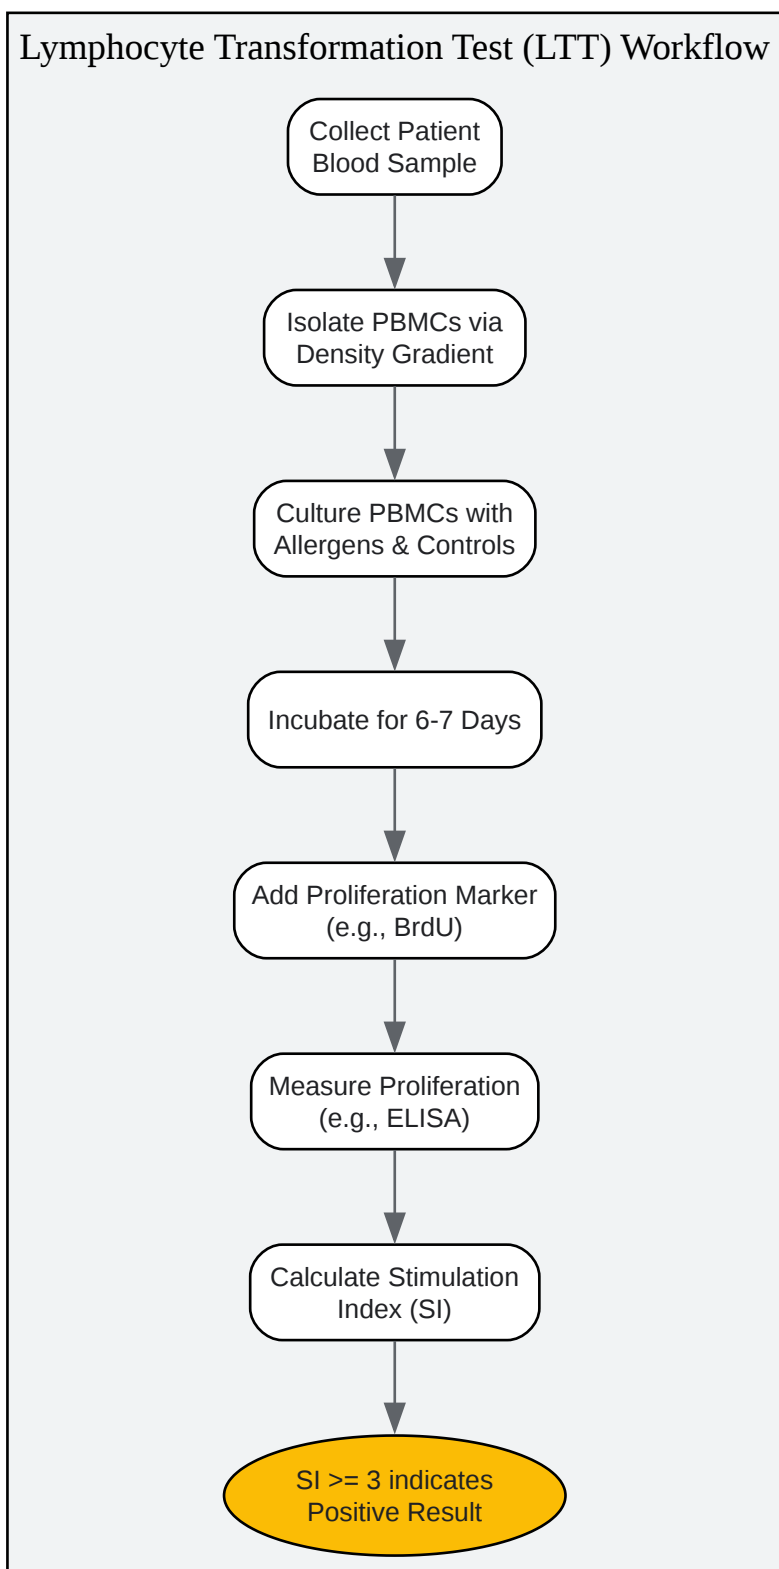 Lymphocyte Transformation Test (LTT) Workflow
Collect Patient
Blood Sample
Isolate PBMCs via
Density Gradient
Culture PBMCs with
Allergens & Controls
Incubate for 6-7 Days
Add Proliferation Marker
(e.g., BrdU)
Measure Proliferation
(e.g., ELISA)
Calculate Stimulation
Index (SI)
SI >= 3 indicates
Positive Result